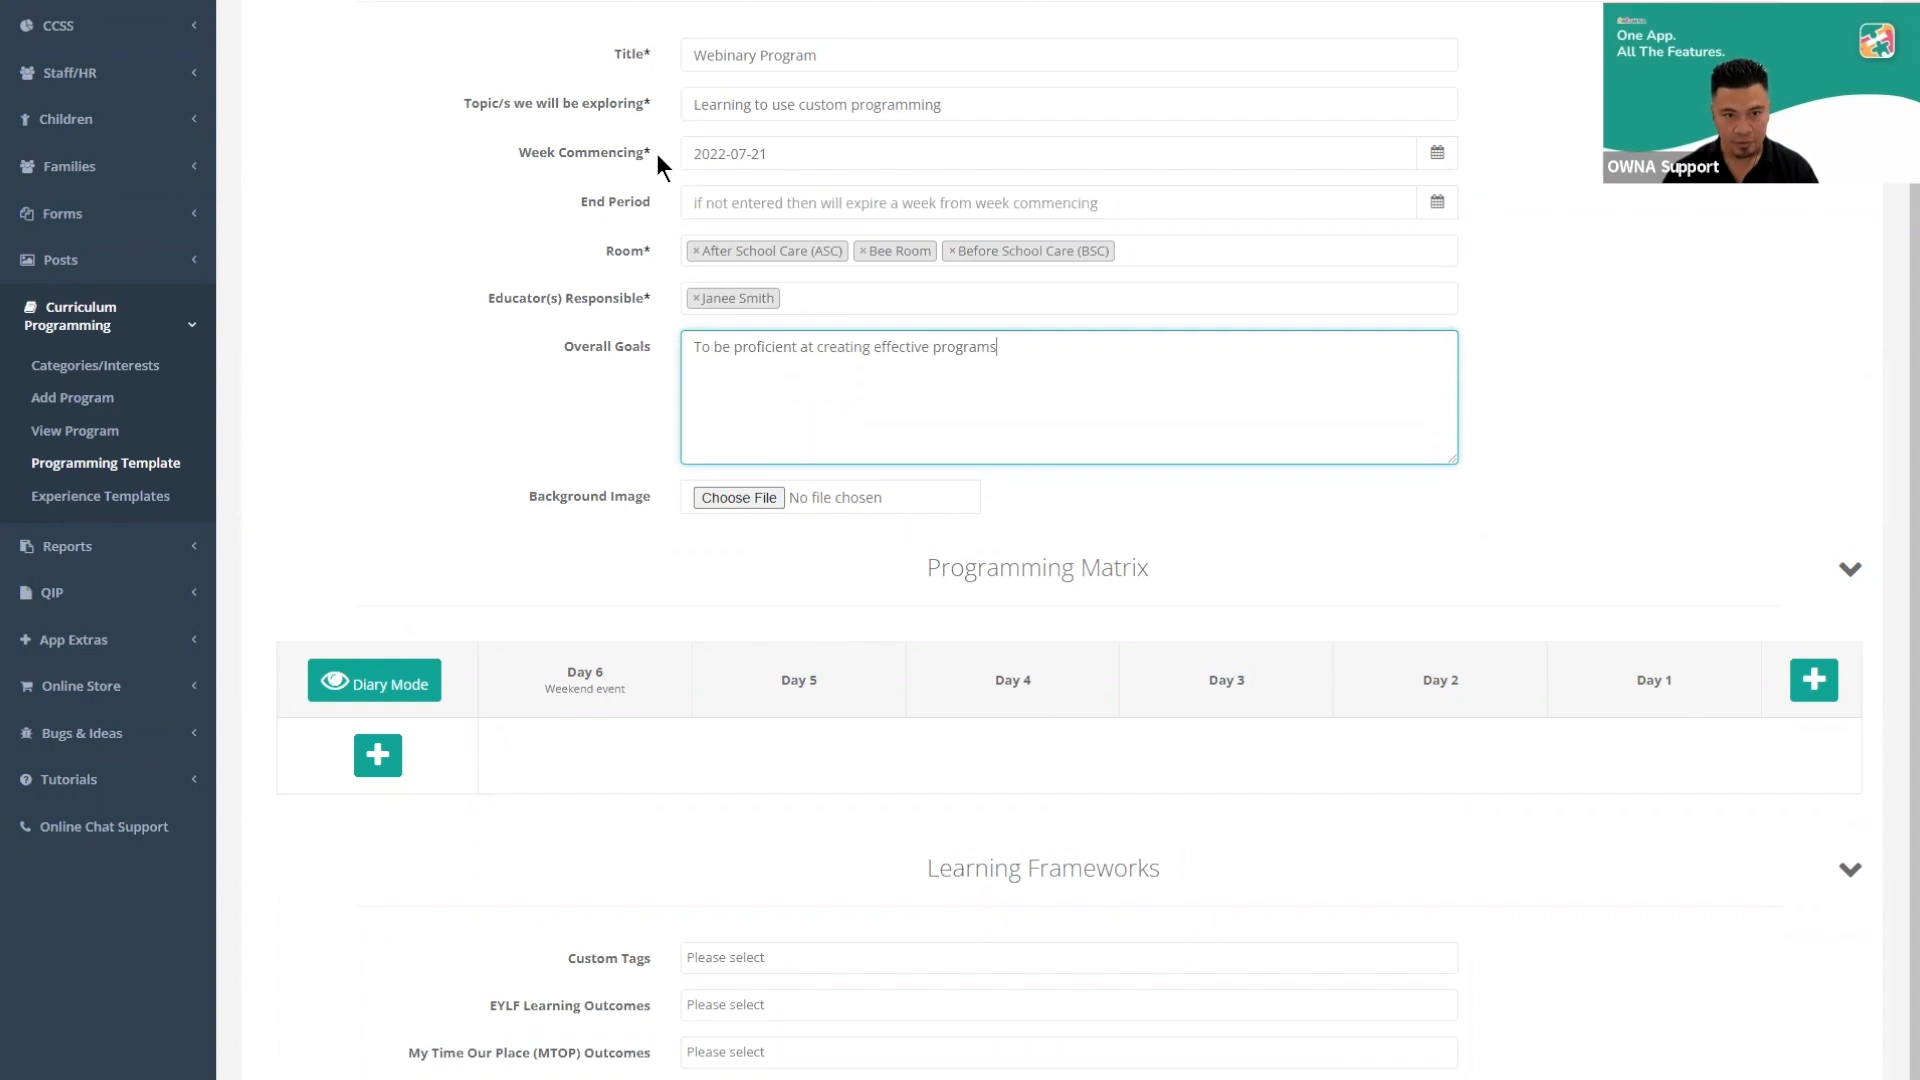 CCSS
Staff/HR
Children
Families
Forms
Posts
Curriculum
Programming
Categories/Interests
Add Program
View Program
Programming Template
Experience Templates
Reports
QIP
App Extras
Online Store
Bugs & Ideas
Tutorials
Online Chat Support
Title*
Webinary Program
Topic/s we will be exploring*
Learning to use custom programming
Week Commencing*
2022-07-21
End Period
if not entered then will expire a week from week commencing
Room*
×After School Care (ASC) ×Bee Room ×Before School Care (BSC)
Educator(s) Responsible*
×Janee Smith
Overall Goals
To be proficient at creating effective programs
Background Image
Choose File No file chosen
Programming Matrix
Diary Mode
Day 6
Weekend event
Day 5
Day 4
Day 3
Day 2
Day 1
Learning Frameworks
Custom Tags
Please select
EYLF Learning Outcomes
Please select
My Time Our Place (MTOP) Outcomes
Please select
One App.
All The Features.
OWNA Support